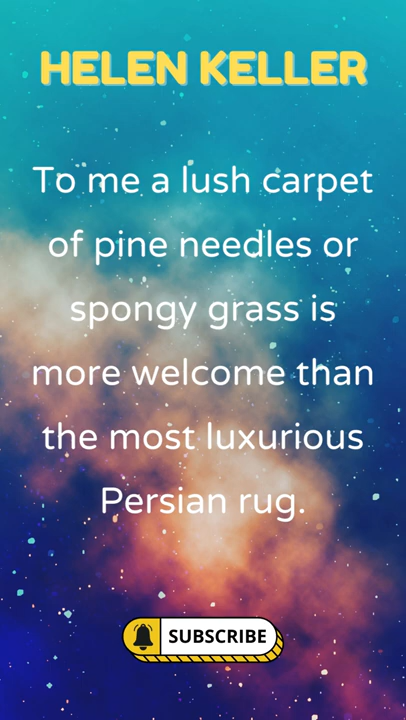 HELEN KELLER
To me a lush carpet
of pine needles or
spongy grass is
more welcome than
the most luxurious
Persian rug.
SUBSCRIBE